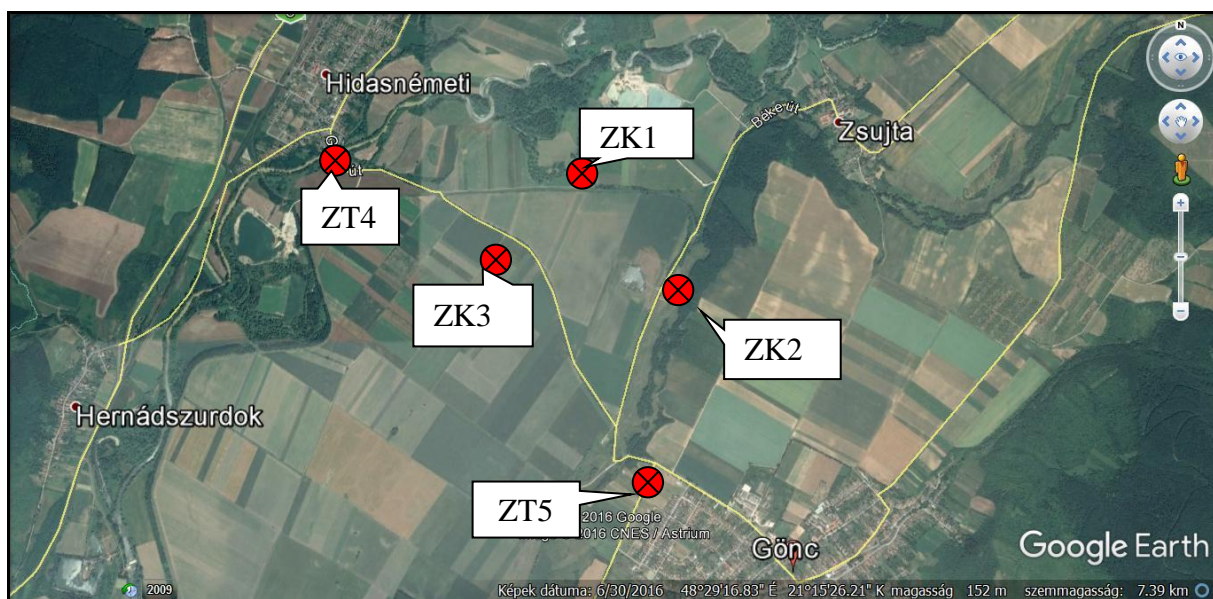 N
Hidasnémeti
Béke út
Zsujta
ZK1
G
út
ZT4
ZK3
ZK2
Hernádszurdok
ZT5
2016 Google
2016 CNES / Astrium
Gönc
Google Earth
2009
Képek dátuma: 6/30/2016 48°29'16.83" É 21°15'26.21" K magasság 152 m szemmagasság: 7.39 km